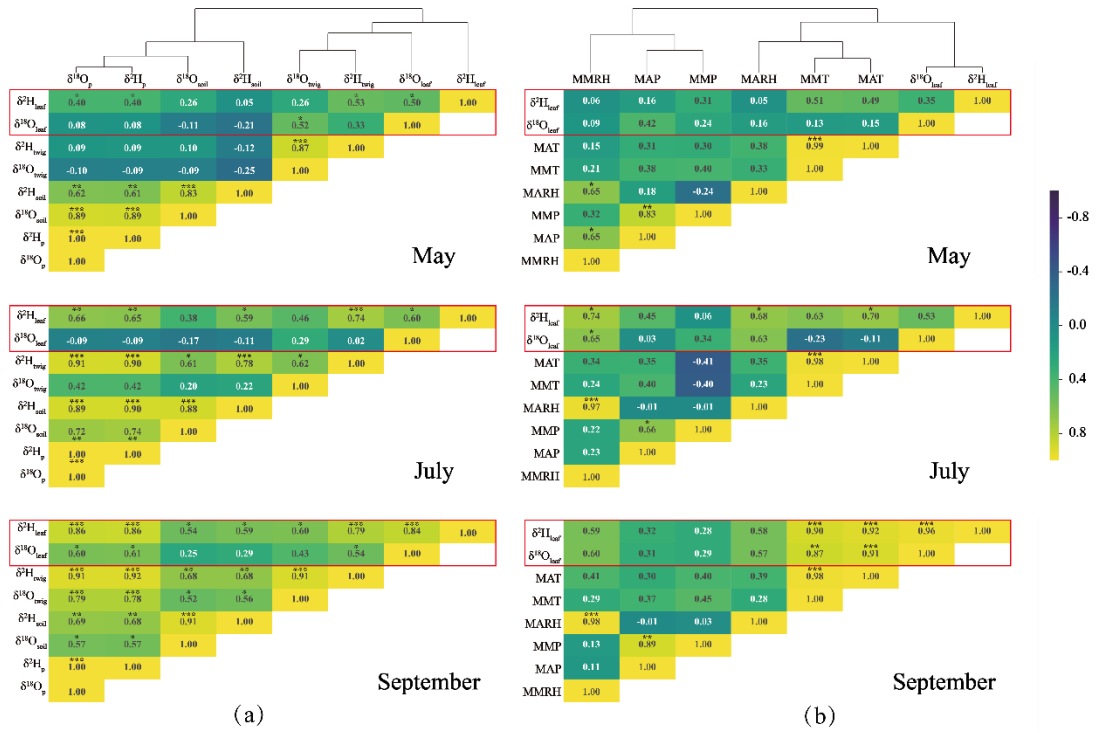 δ¹⁸Oₚ δ²Hₚ δ¹⁸Osoil δ²Hsoil δ¹⁸Otwig δ²Htwig δ¹⁸Oleaf δ²Hleaf
δ²Hleaf 0.40* 0.40* 0.26 0.05 0.26 0.53* 0.50* 1.00
δ¹⁸Oleaf 0.08 0.08 -0.11 -0.21 0.52* 0.33 1.00
δ²Htwig 0.09 0.09 0.10 -0.12 0.87*** 1.00
δ¹⁸Otwig -0.10 -0.09 -0.09 -0.25 1.00
δ²Hsoil 0.62** 0.61** 0.83*** 1.00
δ¹⁸Osoil 0.89*** 0.89*** 1.00
δ²Hₚ 1.00*** 1.00
δ¹⁸Oₚ 1.00
May
δ²Hleaf 0.66** 0.65** 0.38 0.59* 0.46 0.74*** 0.60* 1.00
δ¹⁸Oleaf -0.09 -0.09 -0.17 -0.11 0.29 0.02 1.00
δ²Htwig 0.91*** 0.90*** 0.61* 0.78*** 0.62* 1.00
δ¹⁸Otwig 0.42 0.42 0.20 0.22 1.00
δ²Hsoil 0.89*** 0.90*** 0.88*** 1.00
δ¹⁸Osoil 0.72 0.74 1.00
δ²Hₚ 1.00** 1.00**
δ¹⁸Oₚ 1.00***
July
δ²Hleaf 0.86*** 0.86*** 0.54* 0.59* 0.60* 0.79*** 0.84*** 1.00
δ¹⁸Oleaf 0.60* 0.61* 0.25 0.29 0.43 0.54* 1.00
δ²Htwig 0.91*** 0.92*** 0.68** 0.68** 0.91*** 1.00
δ¹⁸Otwig 0.79*** 0.78*** 0.52* 0.56* 1.00
δ²Hsoil 0.69** 0.68** 0.91*** 1.00
δ¹⁸Osoil 0.57* 0.57* 1.00
δ²Hₚ 1.00*** 1.00
δ¹⁸Oₚ 1.00
September
(a)
MMRH MAP MMP MARH MMT MAT δ¹⁸Oleaf δ²Hleaf
δ²Hleaf 0.06 0.16 0.31 0.05 0.51 0.49 0.35 1.00
δ¹⁸Oleaf 0.09 0.42 0.24 0.16 0.13 0.15 1.00
MAT 0.15 0.31 0.30 0.38 0.99*** 1.00
MMT 0.21 0.38 0.40 0.33 1.00
MARH 0.65* 0.18 -0.24 1.00
MMP 0.32 0.83** 1.00
MAP 0.65* 1.00
MMRH 1.00
May
δ²Hleaf 0.74* 0.45 0.06 0.68* 0.63 0.70* 0.53 1.00
δ¹⁸Oleaf 0.65* 0.03 0.34 0.63 -0.23 -0.11 1.00
MAT 0.34 0.35 -0.41 0.35 0.98*** 1.00
MMT 0.24 0.40 -0.40 0.23 1.00
MARH 0.97*** -0.01 -0.01 1.00
MMP 0.22 0.66* 1.00
MAP 0.23 1.00
MMRH 1.00
July
δ²Hleaf 0.59 0.32 0.28 0.58 0.90*** 0.92*** 0.96*** 1.00
δ¹⁸Oleaf 0.60 0.31 0.29 0.57 0.87** 0.91*** 1.00
MAT 0.41 0.30 0.40 0.39 0.98*** 1.00
MMT 0.29 0.37 0.45 0.28 1.00
MARH 0.98*** -0.01 0.03 1.00
MMP 0.13 0.89** 1.00
MAP 0.11 1.00
MMRH 1.00
September
(b)
-0.8
-0.4
0.0
0.4
0.8